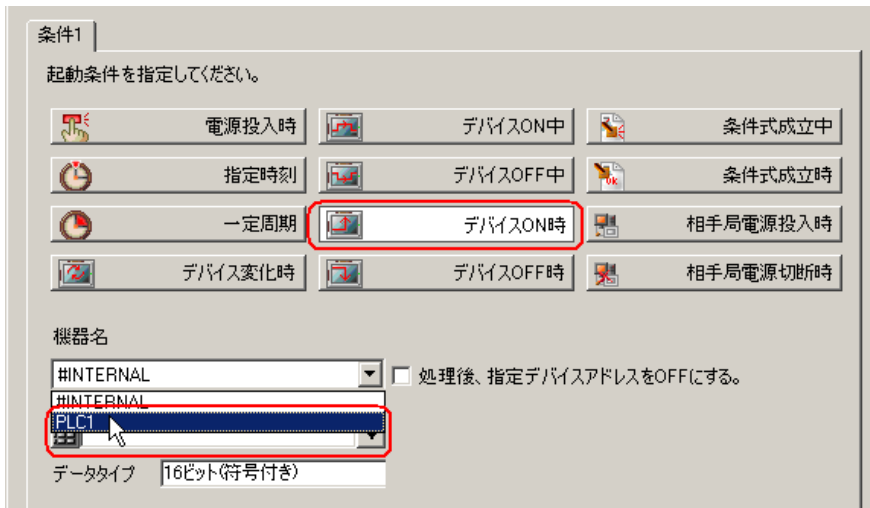 条件1
起動条件を指定してください。
電源投入時 デバイスON中 条件式成立中
指定時刻 デバイスOFF中 条件式成立時
一定周期 デバイスON時 相手局電源投入時
デバイス変化時 デバイスOFF時 相手局電源切断時
機器名
#INTERNAL 処理後、指定デバイスアドレスをOFFにする。
#INTERNAL
PLC1
データタイプ 16ビット(符号付き)